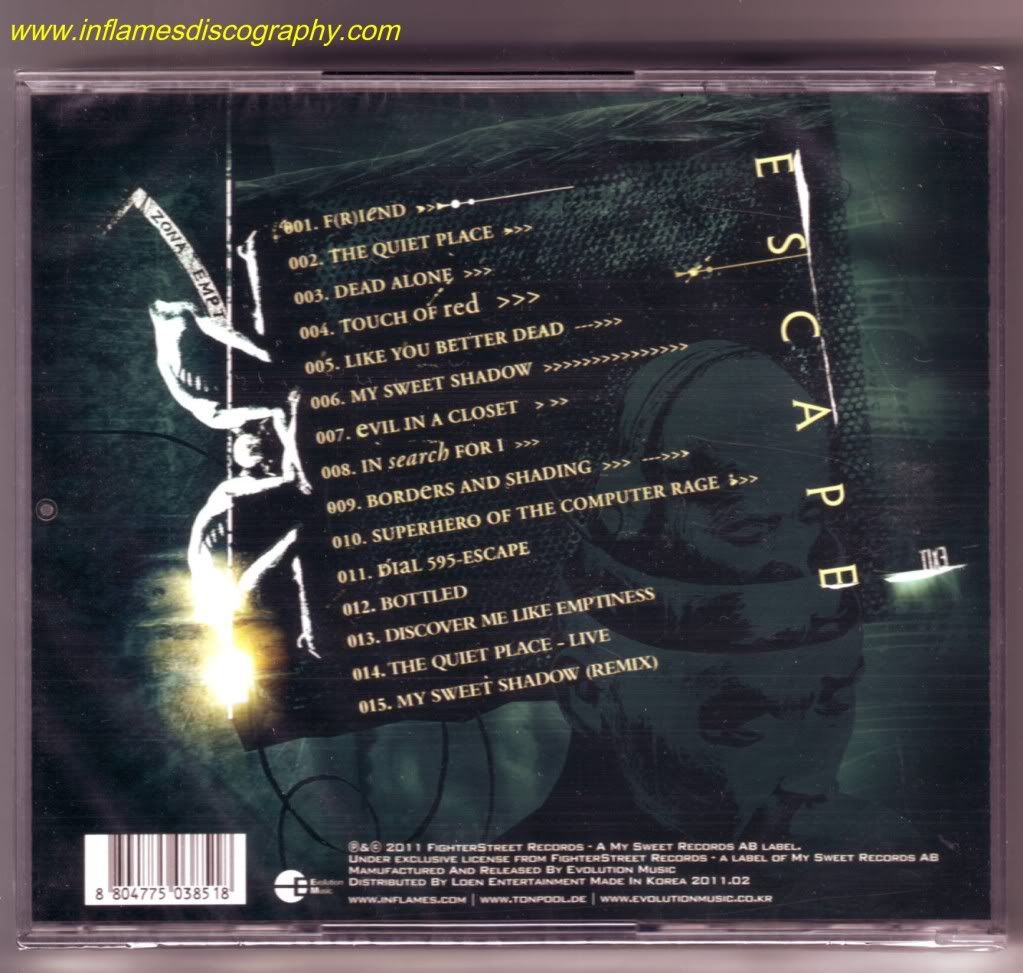 www.inflamesdiscography.com
ZONA EMPT
ESCAPE
001. F(R)IeND >>>
002. THE QUIET PLACE >>>
003. DEAD ALONE >>>
004. TOUCH OF red >>>
005. LIKE YOU BETTER DEAD --->>>
006. MY SWEET SHADOW >>>>>>>>>>>>>>>
007. eVIL IN A CLOSET > >>
008. IN search FOR I >>>
009. BORDeRS AND SHADING >>> --->>>
010. SUPERHERO OF THE COMPUTER RAGE >>>
011. DIaL 595-ESCAPE
012. BOTTLED
013. DISCOVER ME LIKE EMPTINESS
014. THE QUIET PLACE – LIVE
015. MY SWEET SHADOW (REMIX)
8 804775 038518
Evolution Music
℗&© 2011 FighterStreet Records - A My Sweet Records AB label.
Under exclusive license from FighterStreet Records - a label of My Sweet Records AB
Manufactured And Released By Evolution Music
Distributed By Loen Entertainment Made In Korea 2011.02
www.inflames.com | www.tonpool.de | www.evolutionmusic.co.kr